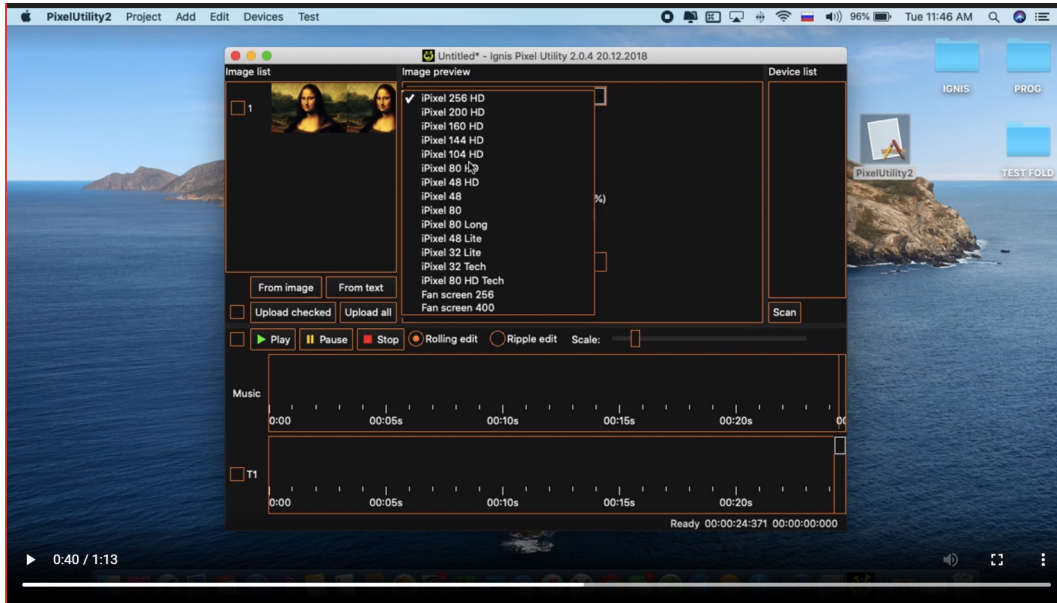 PixelUtility2 Project Add Edit Devices Test 96% Tue 11:46 AM
Untitled* - Ignis Pixel Utility 2.0.4 20.12.2018
Image list Image preview Device list
IGNIS PROG
1
✓ iPixel 256 HD
iPixel 200 HD
iPixel 160 HD
iPixel 144 HD
iPixel 104 HD
iPixel 80 HD
iPixel 48 HD
iPixel 48
%)
iPixel 80
iPixel 80 Long
iPixel 48 Lite
iPixel 32 Lite
iPixel 32 Tech
iPixel 80 HD Tech
Fan screen 256
Fan screen 400
PixelUtility2 TEST FOLD
From image From text
Upload checked Upload all Scan
Play Pause Stop Rolling edit Ripple edit Scale:
Music
0:00 00:05s 00:10s 00:15s 00:20s
T1
0:00 00:05s 00:10s 00:15s 00:20s
Ready 00:00:24:371 00:00:00:000
0:40 / 1:13